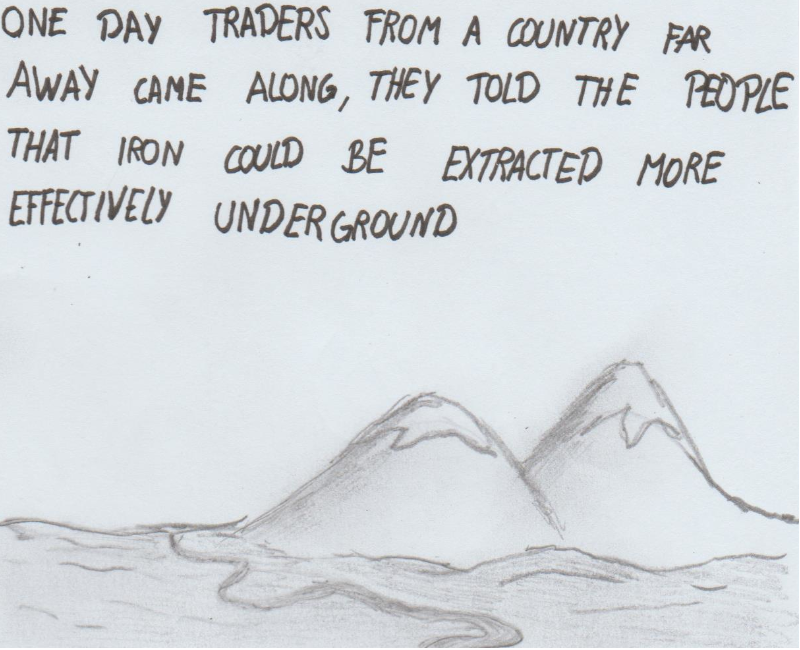 ONE DAY TRADERS FROM A COUNTRY FAR
AWAY CAME ALONG, THEY TOLD THE PEOPLE
THAT IRON COULD BE EXTRACTED MORE
EFFECTIVELY UNDERGROUND